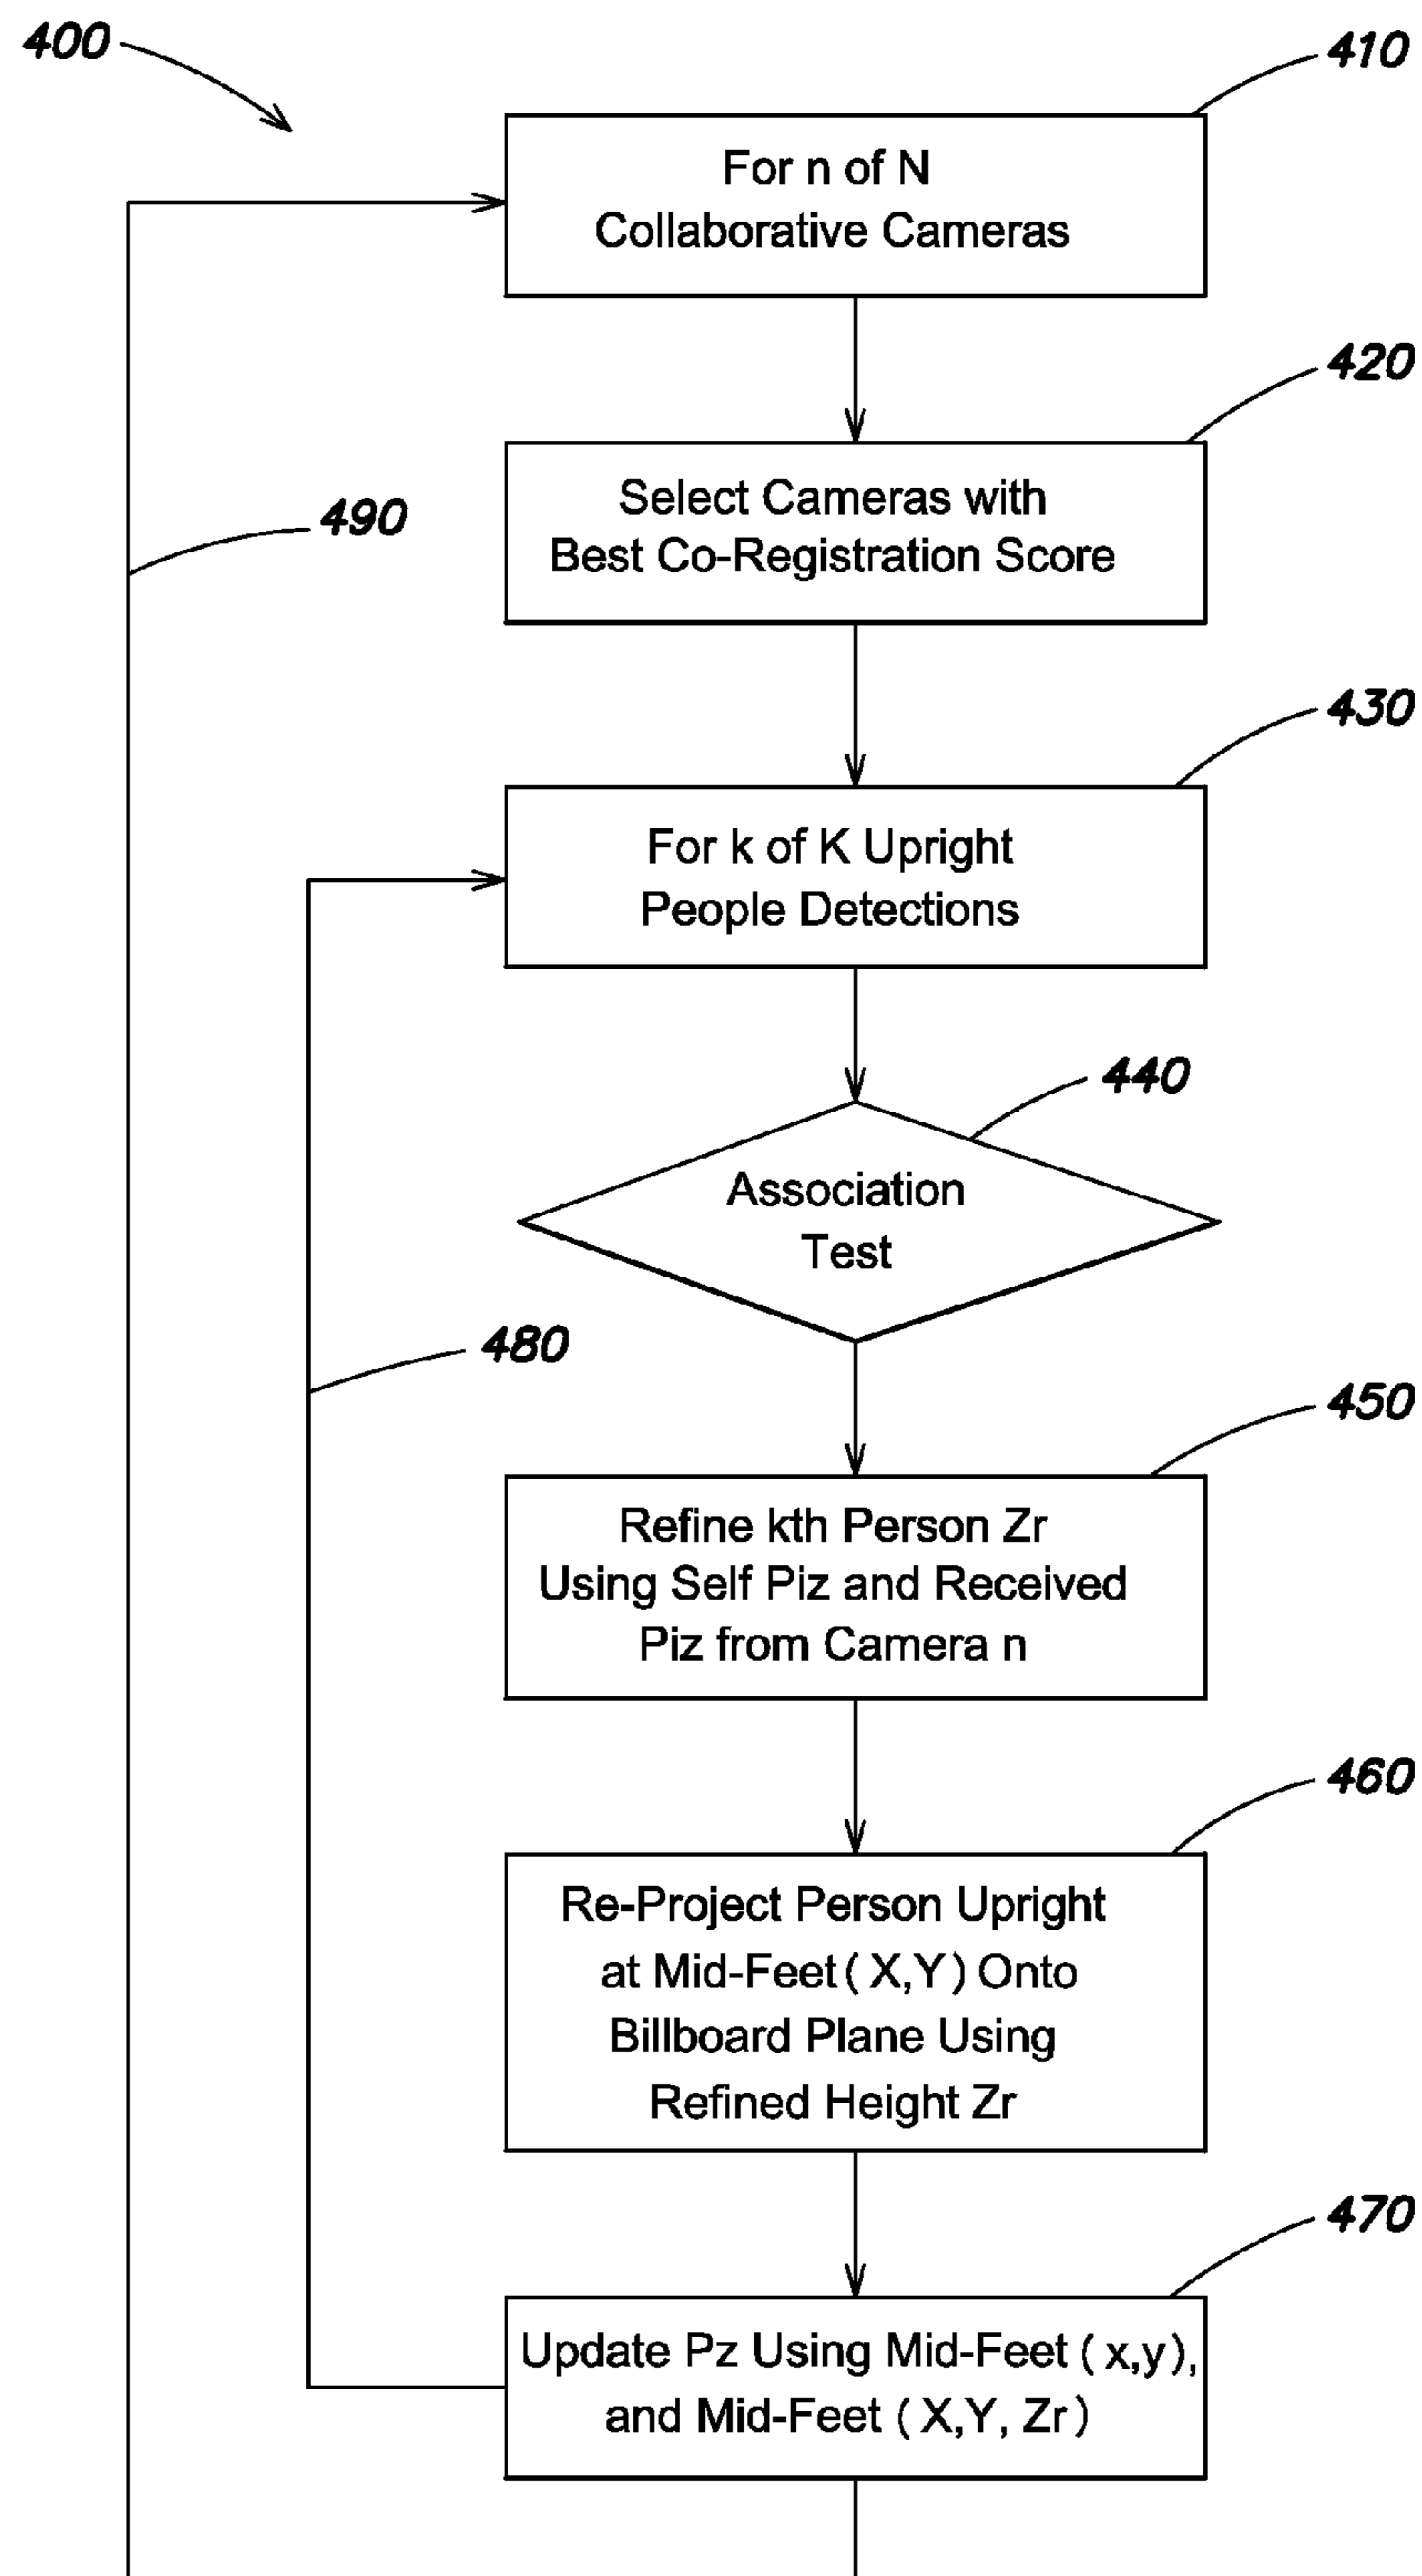 400
410
For n of N
Collaborative Cameras
420
Select Cameras with
Best Co-Registration Score
490
430
For k of K Upright
People Detections
440
Association
Test
480
450
Refine kth Person Zr
Using Self Piz and Received
Piz from Camera n
460
Re-Project Person Upright
at Mid-Feet (X,Y) Onto
Billboard Plane Using
Refined Height Zr
470
Update Pz Using Mid-Feet (x,y),
and Mid-Feet (X,Y, Zr)